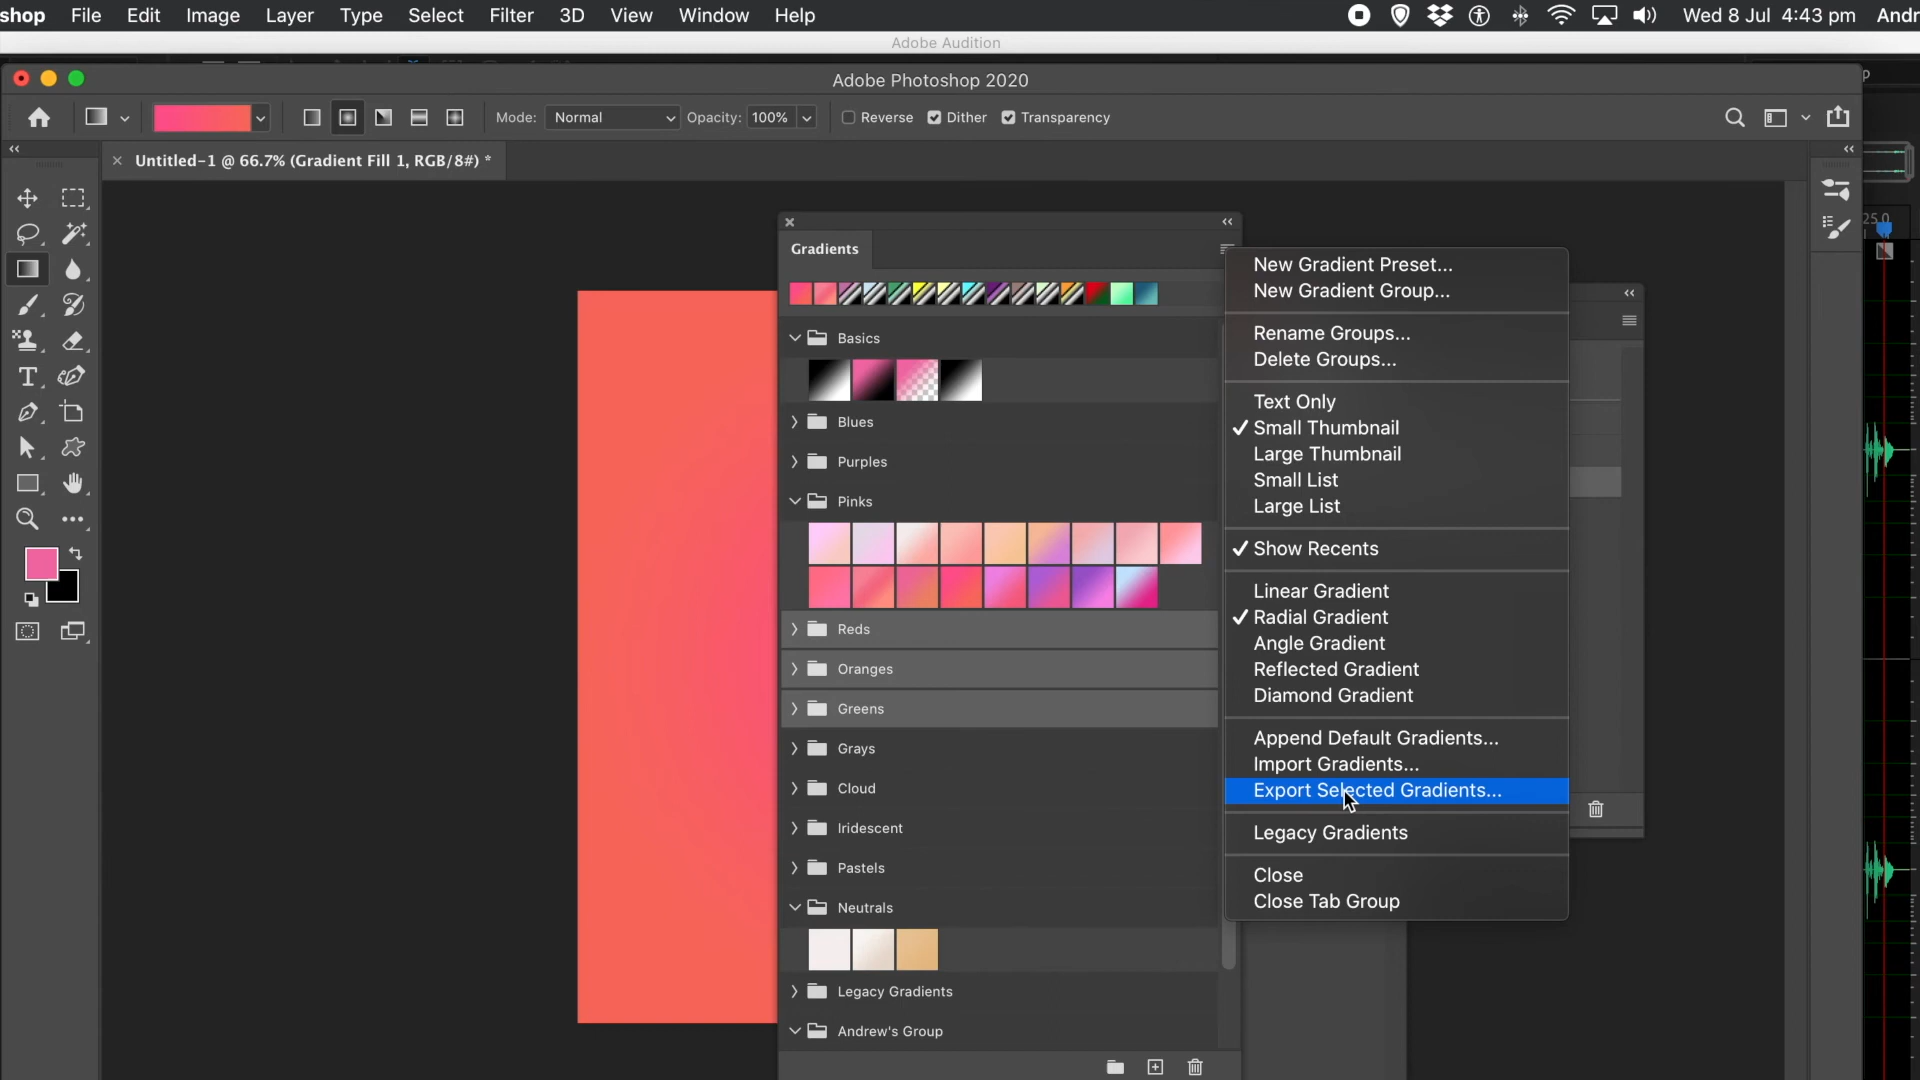 shop File Edit Image Layer Type Select Filter 3D View Window Help Wed 8 Jul 4:43 pm Andr
Adobe Audition
Adobe Photoshop 2020
Mode: Normal Opacity: 100% Reverse Dither Transparency
Untitled-1 @ 66.7% (Gradient Fill 1, RGB/8#) *
25.0
Gradients
Basics
Blues
Purples
Pinks
Reds
Oranges
Greens
Grays
Cloud
Iridescent
Pastels
Neutrals
Legacy Gradients
Andrew's Group
New Gradient Preset...
New Gradient Group...
Rename Groups...
Delete Groups...
Text Only
Small Thumbnail
Large Thumbnail
Small List
Large List
Show Recents
Linear Gradient
Radial Gradient
Angle Gradient
Reflected Gradient
Diamond Gradient
Append Default Gradients...
Import Gradients...
Export Selected Gradients...
Legacy Gradients
Close
Close Tab Group